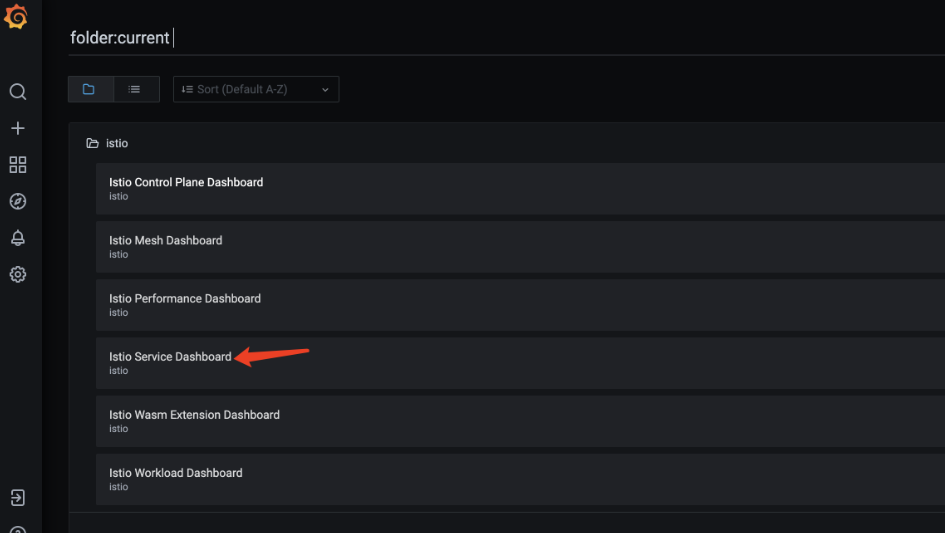 folder:current
Sort (Default A-Z)
istio
Istio Control Plane Dashboard
istio
Istio Mesh Dashboard
istio
Istio Performance Dashboard
istio
Istio Service Dashboard
istio
Istio Wasm Extension Dashboard
istio
Istio Workload Dashboard
istio